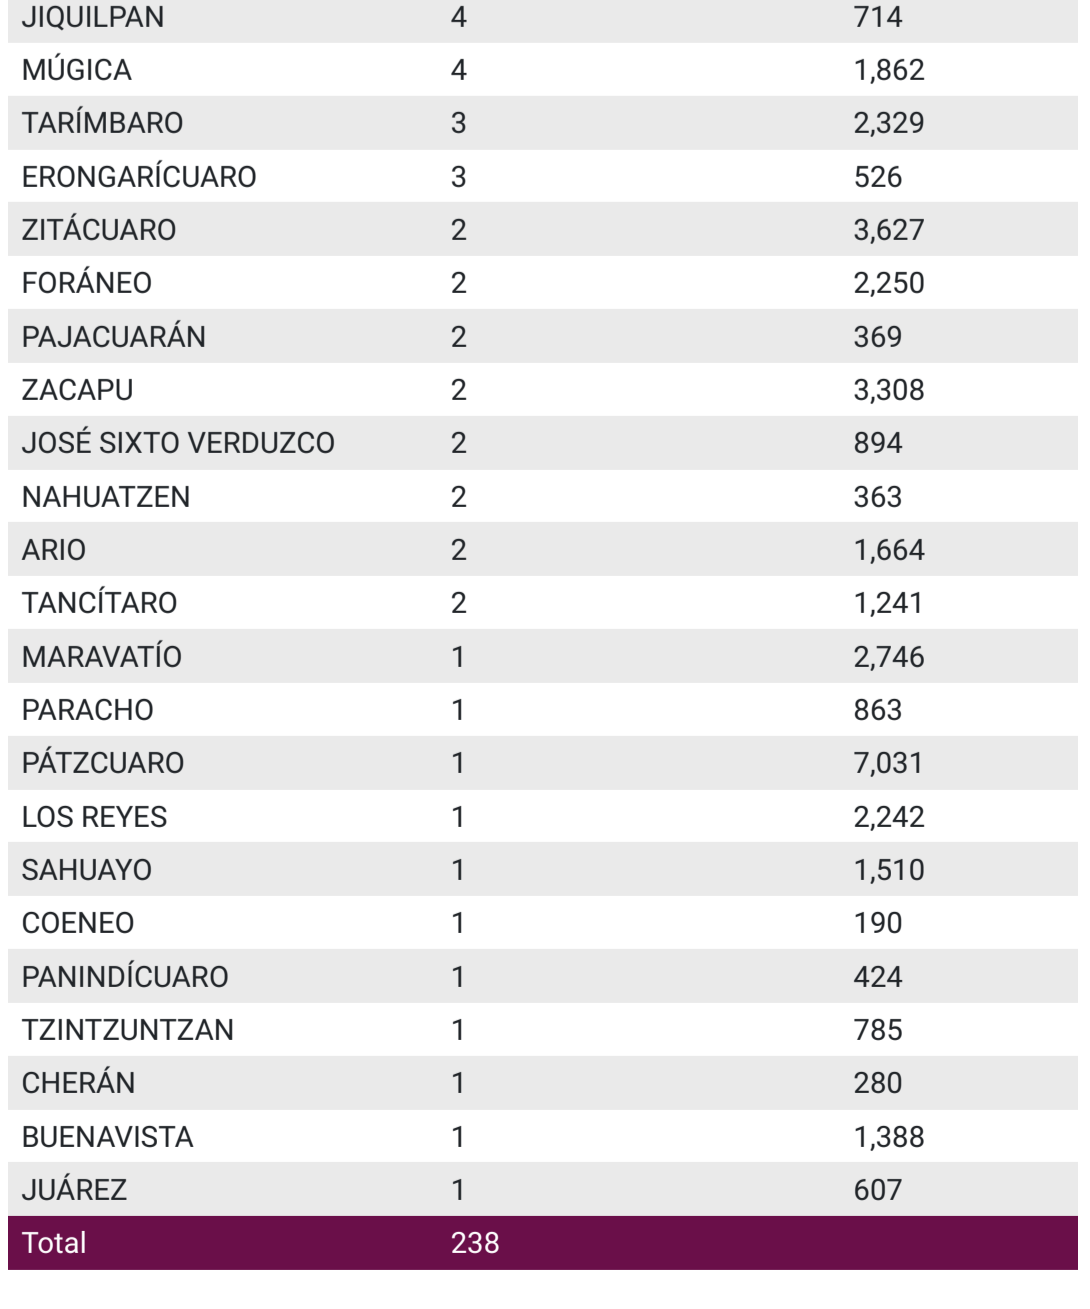 JIQUILPAN 4 714
MÚGICA 4 1,862
TARÍMBARO 3 2,329
ERONGARÍCUARO 3 526
ZITÁCUARO 2 3,627
FORÁNEO 2 2,250
PAJACUARÁN 2 369
ZACAPU 2 3,308
JOSÉ SIXTO VERDUZCO 2 894
NAHUATZEN 2 363
ARIO 2 1,664
TANCÍTARO 2 1,241
MARAVATÍO 1 2,746
PARACHO 1 863
PÁTZCUARO 1 7,031
LOS REYES 1 2,242
SAHUAYO 1 1,510
COENEO 1 190
PANINDÍCUARO 1 424
TZINTZUNTZAN 1 785
CHERÁN 1 280
BUENAVISTA 1 1,388
JUÁREZ 1 607
Total 238